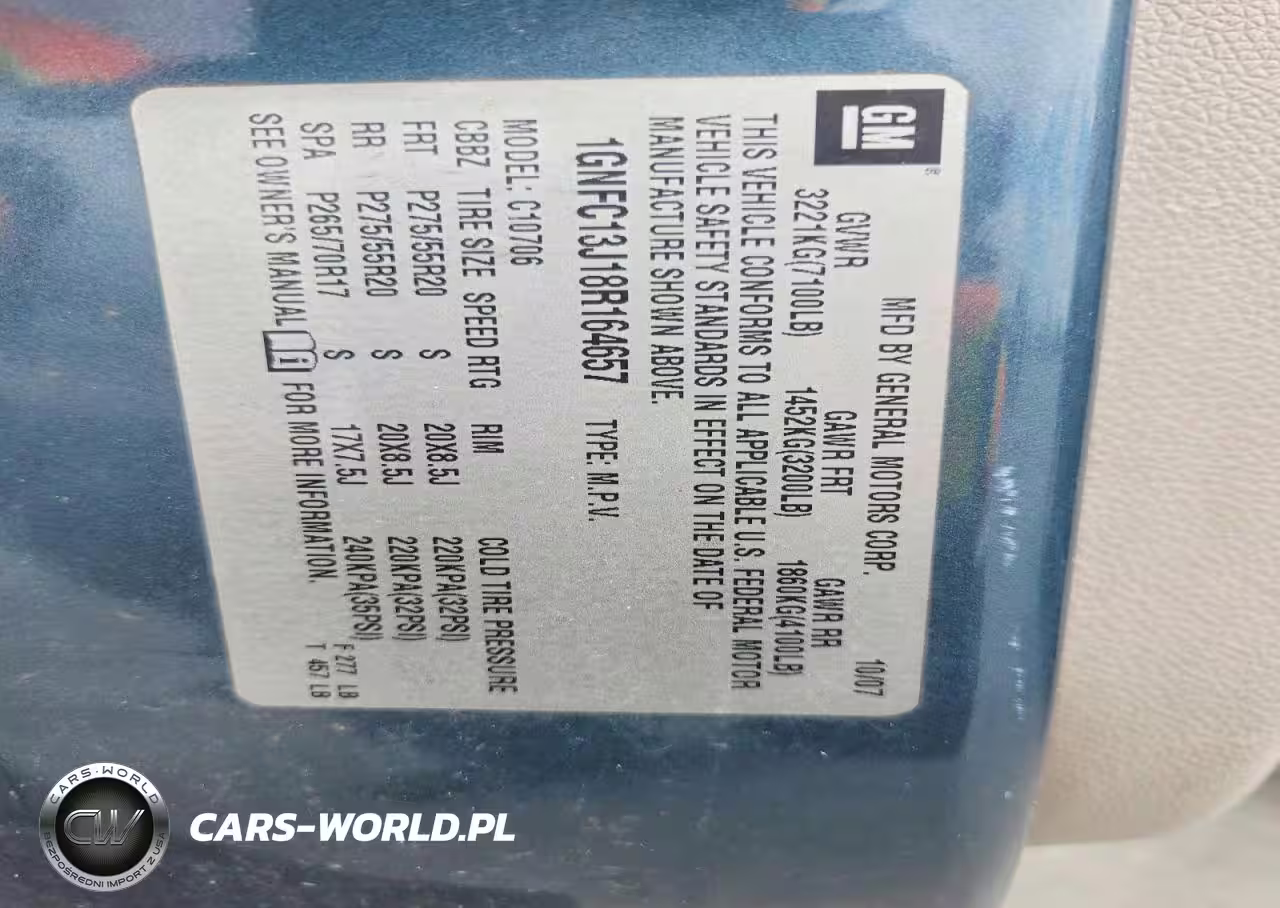 GM
MFD BY GENERAL MOTORS CORP. 10/07
GVWR GAWR FRT GAWR RR
3221KG(7100LB) 1452KG(3200LB) 1860KG(4100LB)
THIS VEHICLE CONFORMS TO ALL APPLICABLE U.S. FEDERAL MOTOR
VEHICLE SAFETY STANDARDS IN EFFECT ON THE DATE OF
MANUFACTURE SHOWN ABOVE.
1GNFC13J18R164657 TYPE: M.P.V.
MODEL: C10706
CBBZ TIRE SIZE SPEED RTG RIM COLD TIRE PRESSURE
FRT P275/55R20 S 20X8.5J 220KPA(32PSI)
RR P275/55R20 S 20X8.5J 220KPA(32PSI)
SPA P265/70R17 S 17X7.5J 240KPA(35PSI)
SEE OWNER'S MANUAL i FOR MORE INFORMATION.
F 277 LB
T 457 LB
CARS-WORLD
CW
BEZPOŚREDNI IMPORT Z USA
CARS-WORLD.PL